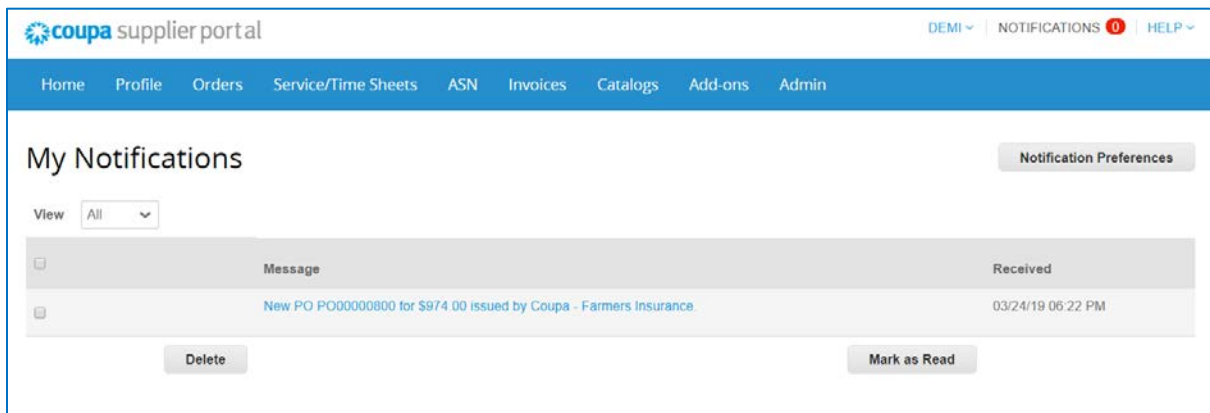 coupa supplier portal DEMI NOTIFICATIONS 0 HELP
Home Profile Orders Service/Time Sheets ASN Invoices Catalogs Add-ons Admin
My Notifications Notification Preferences
View All
Message Received
New PO PO00000800 for $974.00 issued by Coupa - Farmers Insurance. 03/24/19 06:22 PM
Delete Mark as Read